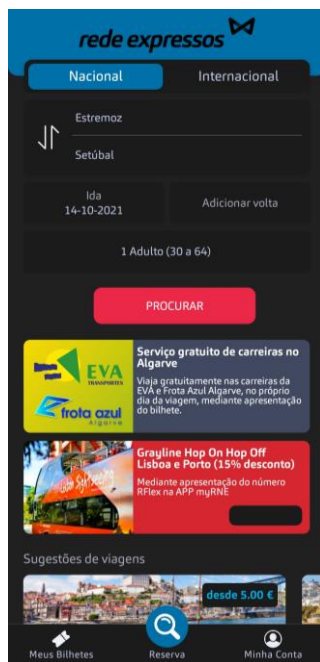 rede expressos
Nacional
Internacional
Estremoz
Setúbal
Ida
14-10-2021
Adicionar volta
1 Adulto (30 a 64)
PROCURAR
EVA
TRANSPORTES
frota azul
Algarve
Serviço gratuito de carreiras no
Algarve
Viaja gratuitamente nas carreiras da
EVA e Frota Azul Algarve, no próprio
dia da viagem, mediante apresentação
do bilhete.
Grayline Hop On Hop Off
Lisboa e Porto (15% desconto)
Mediante apresentação do número
RFlex na APP myRNE
Sugestões de viagens
desde 5.00 €
Meus Bilhetes
Reserva
Minha Conta